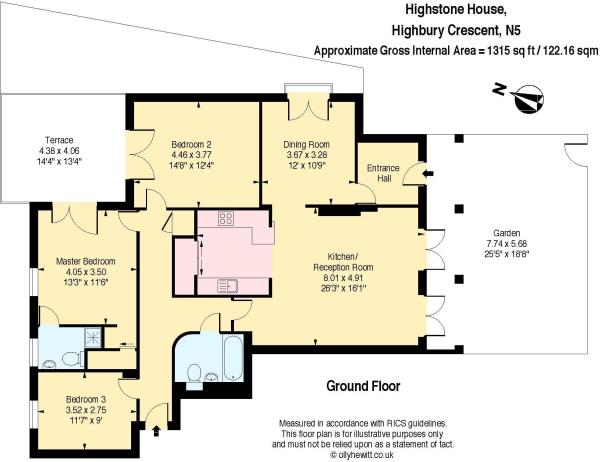 Highstone House,
Highbury Crescent, N5
Approximate Gross Internal Area = 1315 sq ft / 122.16 sqm
N
Terrace
4.38 x 4.06
14'4" x 13'4"
Bedroom 2
4.46 x 3.77
14'8" x 12'4"
Dining Room
3.67 x 3.28
12' x 10'9"
Entrance
Hall
Garden
7.74 x 5.68
25'5" x 18'8"
Master Bedroom
4.05 x 3.50
13'3" x 11'6"
Kitchen/
Reception Room
8.01 x 4.91
26'3" x 16'1"
Bedroom 3
3.52 x 2.75
11'7" x 9'
Ground Floor
Measured in accordance with RICS guidelines.
This floor plan is for illustrative purposes only
and must not be relied upon as a statement of fact.
© ollyhewitt.co.uk